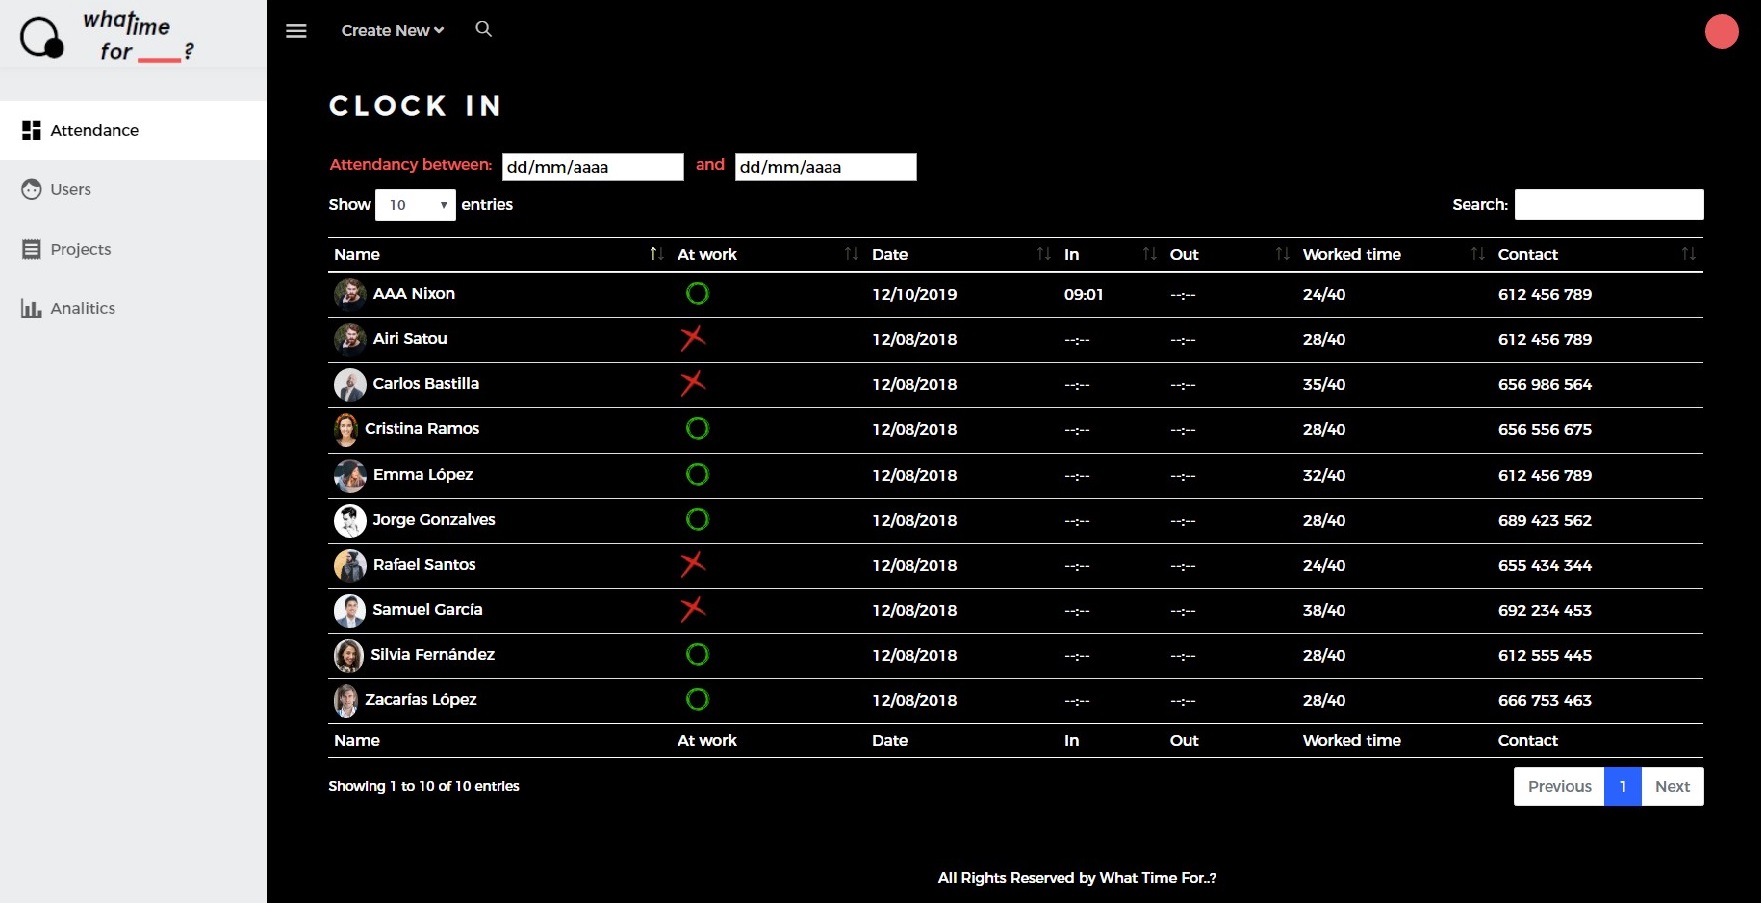 whatTime
for ___?
Create New
CLOCK IN
Attendance
Users
Projects
Analitics
Attendancy between: dd/mm/aaaa and dd/mm/aaaa
Show 10 entries Search:
Name At work Date In Out Worked time Contact
AAA Nixon 12/10/2019 09:01 --:-- 24/40 612 456 789
Airi Satou 12/08/2018 --:-- --:-- 28/40 612 456 789
Carlos Bastilla 12/08/2018 --:-- --:-- 35/40 656 986 564
Cristina Ramos 12/08/2018 --:-- --:-- 28/40 656 556 675
Emma López 12/08/2018 --:-- --:-- 32/40 612 456 789
Jorge Gonzalves 12/08/2018 --:-- --:-- 28/40 689 423 562
Rafael Santos 12/08/2018 --:-- --:-- 24/40 655 434 344
Samuel García 12/08/2018 --:-- --:-- 38/40 692 234 453
Silvia Fernández 12/08/2018 --:-- --:-- 28/40 612 555 445
Zacarías López 12/08/2018 --:-- --:-- 28/40 666 753 463
Name At work Date In Out Worked time Contact
Showing 1 to 10 of 10 entries Previous 1 Next
All Rights Reserved by What Time For..?